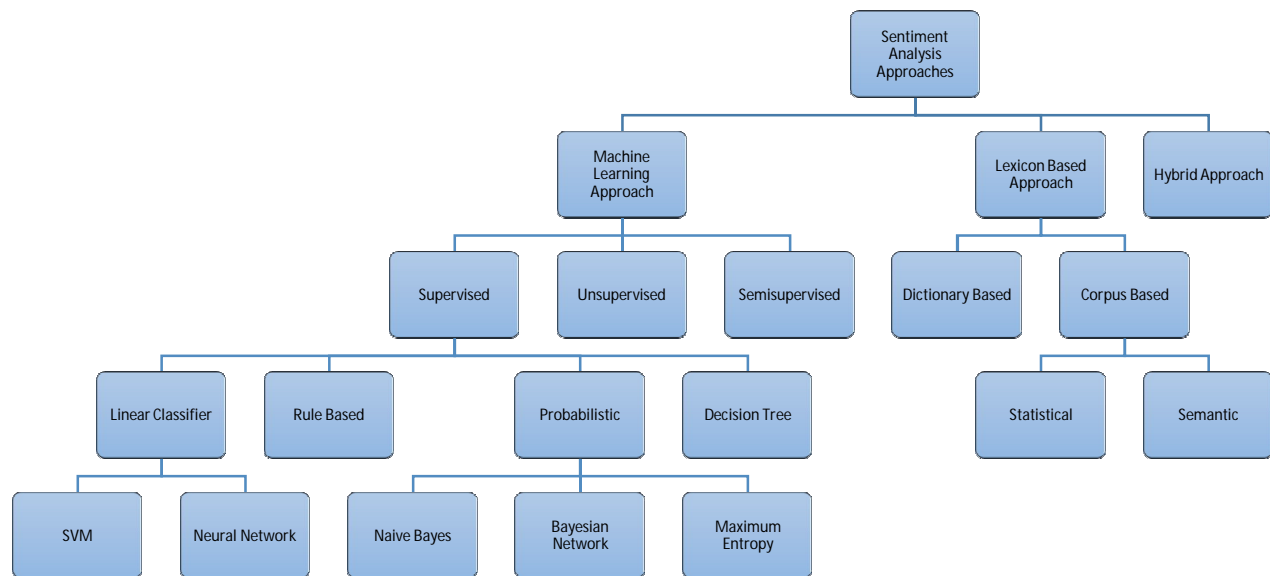 Sentiment
Analysis
Approaches
Machine
Learning
Approach
Lexicon Based
Approach
Hybrid Approach
Supervised
Unsupervised
Semisupervised
Dictionary Based
Corpus Based
Linear Classifier
Rule Based
Probabilistic
Decision Tree
Statistical
Semantic
SVM
Neural Network
Naive Bayes
Bayesian
Network
Maximum
Entropy